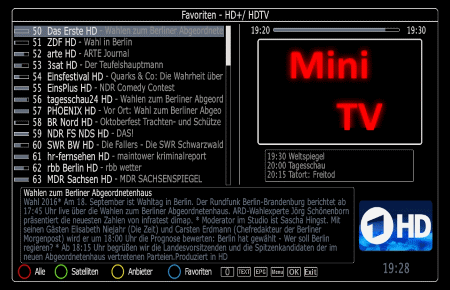 Favoriten - HD+/ HDTV
50 Das Erste HD - Wahlen zum Berliner Abgeordnete
51 ZDF HD - Wahl in Berlin
52 arte HD - ARTE Journal
53 3sat HD - Der Teufelshauptmann
54 Einsfestival HD - Quarks & Co: Die Wahrheit über
55 EinsPlus HD - NDR Comedy Contest
56 tagesschau24 HD - Wahlen zum Berliner Abgeord
57 PHOENIX HD - Vor Ort: Wahl zum Berliner Abgeo
58 BR Nord HD - Oktoberfest Trachten- und Schütze
59 NDR FS NDS HD - DAS!
60 SWR BW HD - Die Fallers - Die SWR Schwarzwald
61 hr-fernsehen HD - maintower kriminalreport
62 rbb Berlin HD - rbb wetter
63 MDR Sachsen HD - MDR SACHSENSPIEGEL
19:20 19:30
Mini
TV
19:30 Weltspiegel
20:00 Tagesschau
20:15 Tatort: Freitod
Wahlen zum Berliner Abgeordnetenhaus
Wahl 2016* Am 18. September ist Wahltag in Berlin. Der Rundfunk Berlin-Brandenburg berichtet ab
17:45 Uhr live über die Wahlen zum Berliner Abgeordnetenhaus. ARD-Wahlexperte Jörg Schönenborn
präsentiert die neuesten Zahlen von infratest dimap. * Moderator im Studio ist Sascha Hingst. Mit
seinen Gästen Elisabeth Niejahr (Die Zeit) und Carsten Erdmann (Chefredakteur der Berliner
Morgenpost) wird er um 18:00 Uhr die Prognose bewerten: Berlin hat gewählt - Wer soll Berlin
regieren? * Ab 18:15 Uhr begrüßen wir die Landesvorsitzenden und die Spitzenkandidaten der im
neuen Abgeordnetenhaus vertretenen Parteien.Produziert in HD
1 HD
Alle Satelliten Anbieter Favoriten 0 TEXT EPG Menu OK Exit
19:28